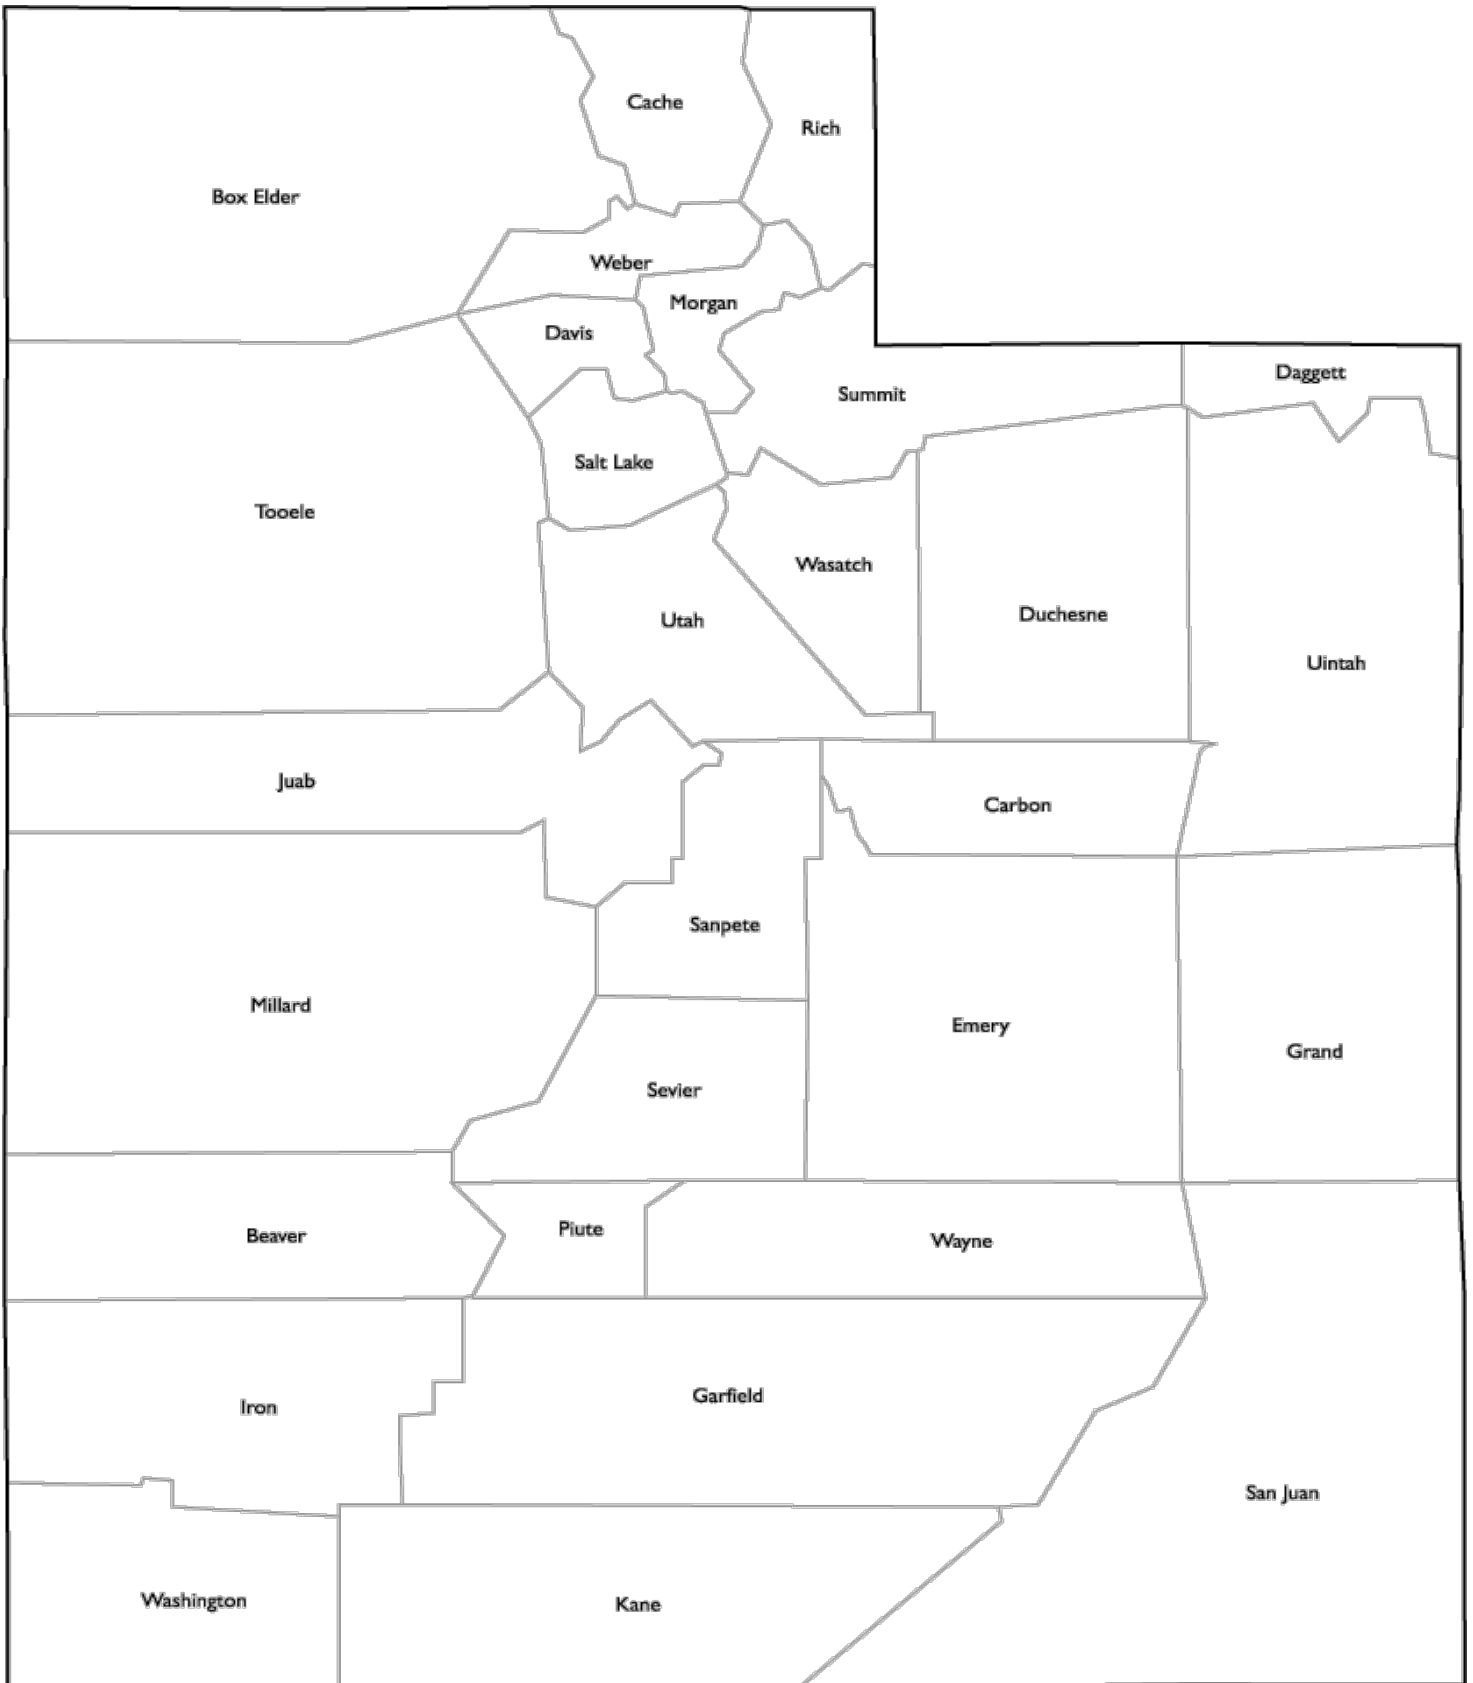 Cache
Rich
Box Elder
Weber
Morgan
Davis
Daggett
Summit
Salt Lake
Tooele
Wasatch
Duchesne
Utah
Uintah
Juab
Carbon
Sanpete
Millard
Emery
Grand
Sevier
Piute
Beaver
Wayne
Garfield
Iron
San Juan
Washington
Kane